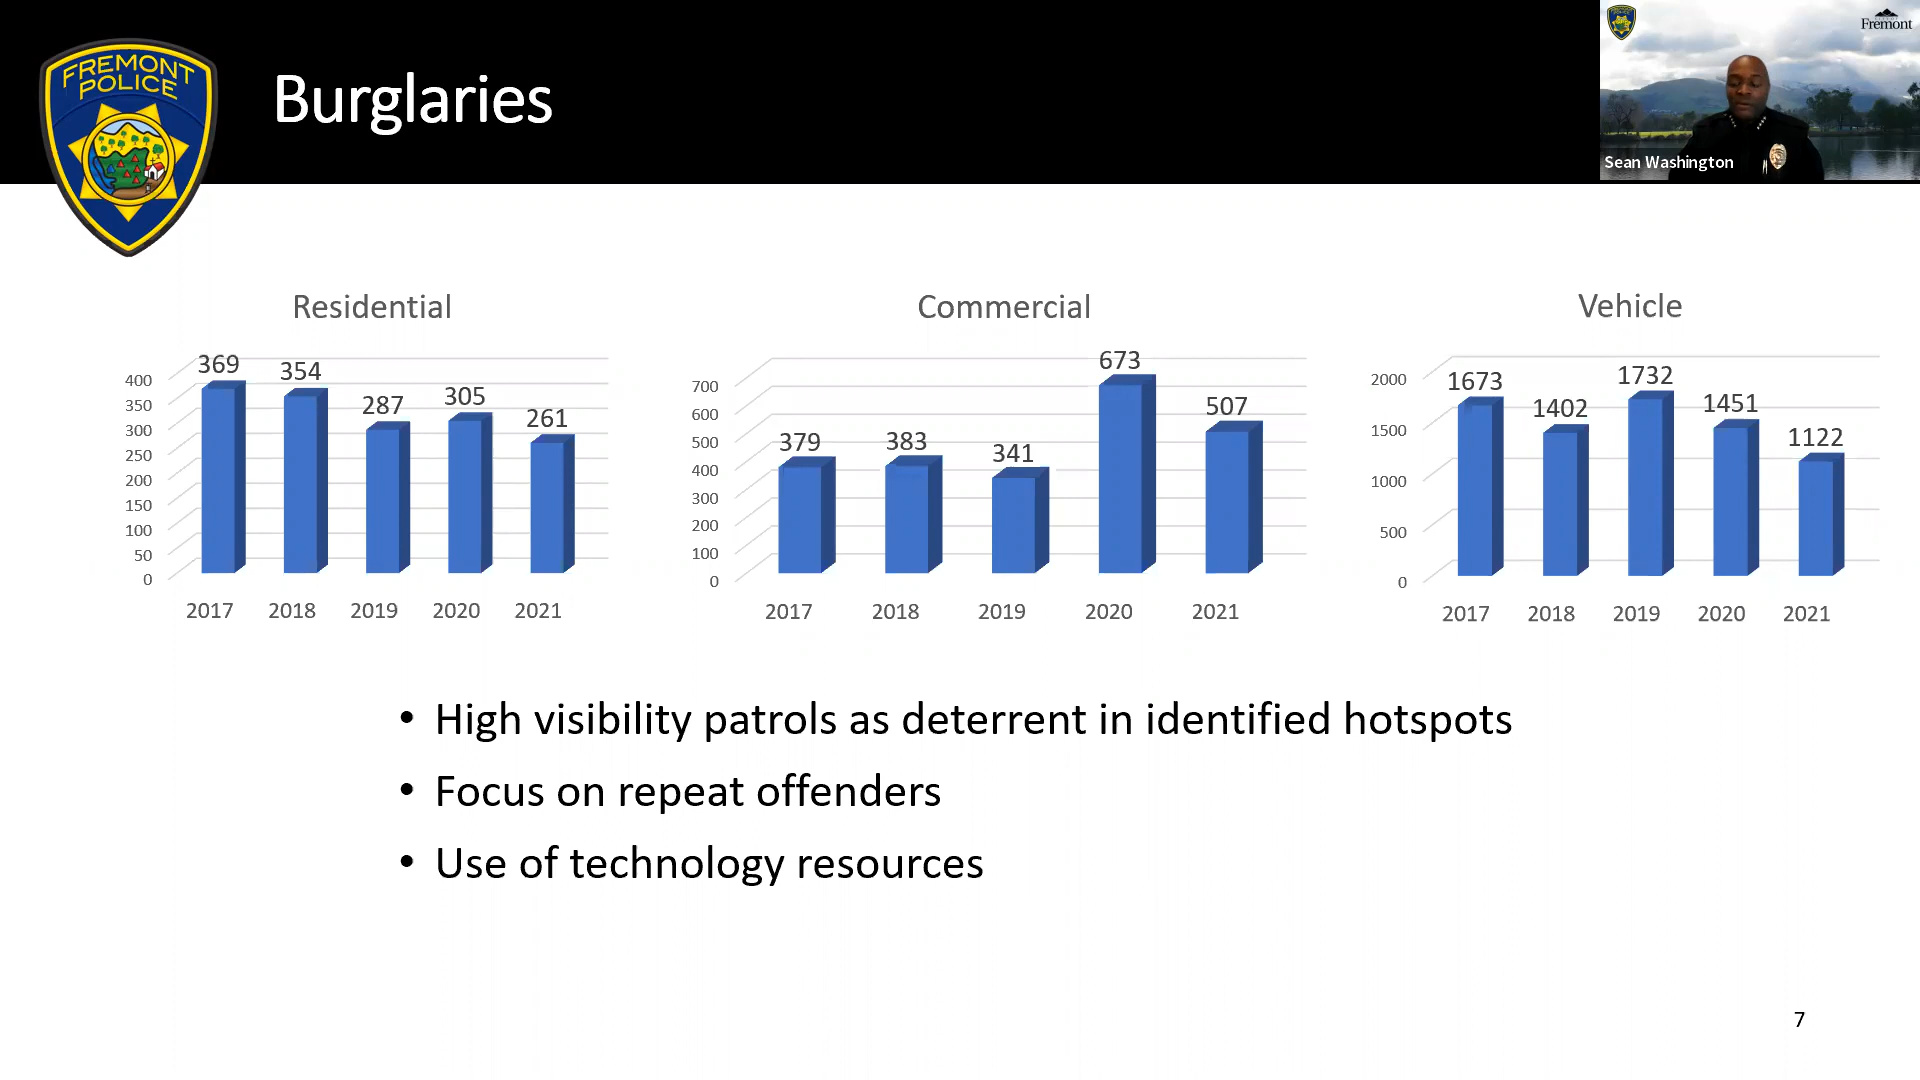 FREMONT
POLICE
Burglaries
Fremont
Sean Washington
Residential
400
350
300
250
200
150
100
50
0
369
354
287
305
261
2017 2018 2019 2020 2021
Commercial
700
600
500
400
300
200
100
0
379
383
341
673
507
2017 2018 2019 2020 2021
Vehicle
2000
1500
1000
500
0
1673
1402
1732
1451
1122
2017 2018 2019 2020 2021
• High visibility patrols as deterrent in identified hotspots
• Focus on repeat offenders
• Use of technology resources
7